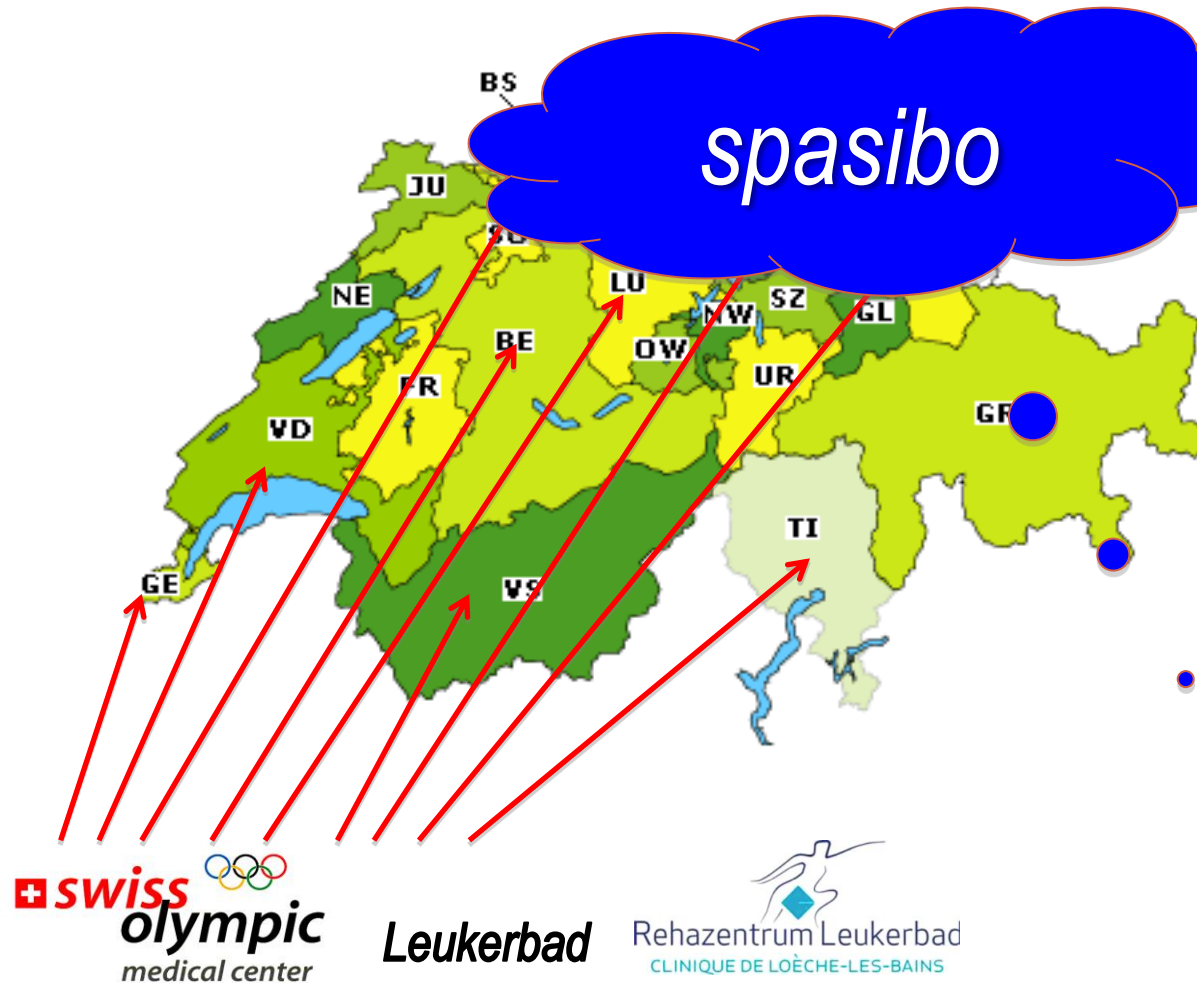 BS
spasibo
JU
SO
NE
LU
SZ
NW
GL
BE
OW
UR
FR
VD
GR
TI
GE
VS
swiss
olympic
medical center
Leukerbad
Rehazentrum Leukerbad
CLINIQUE DE LOÈCHE-LES-BAINS